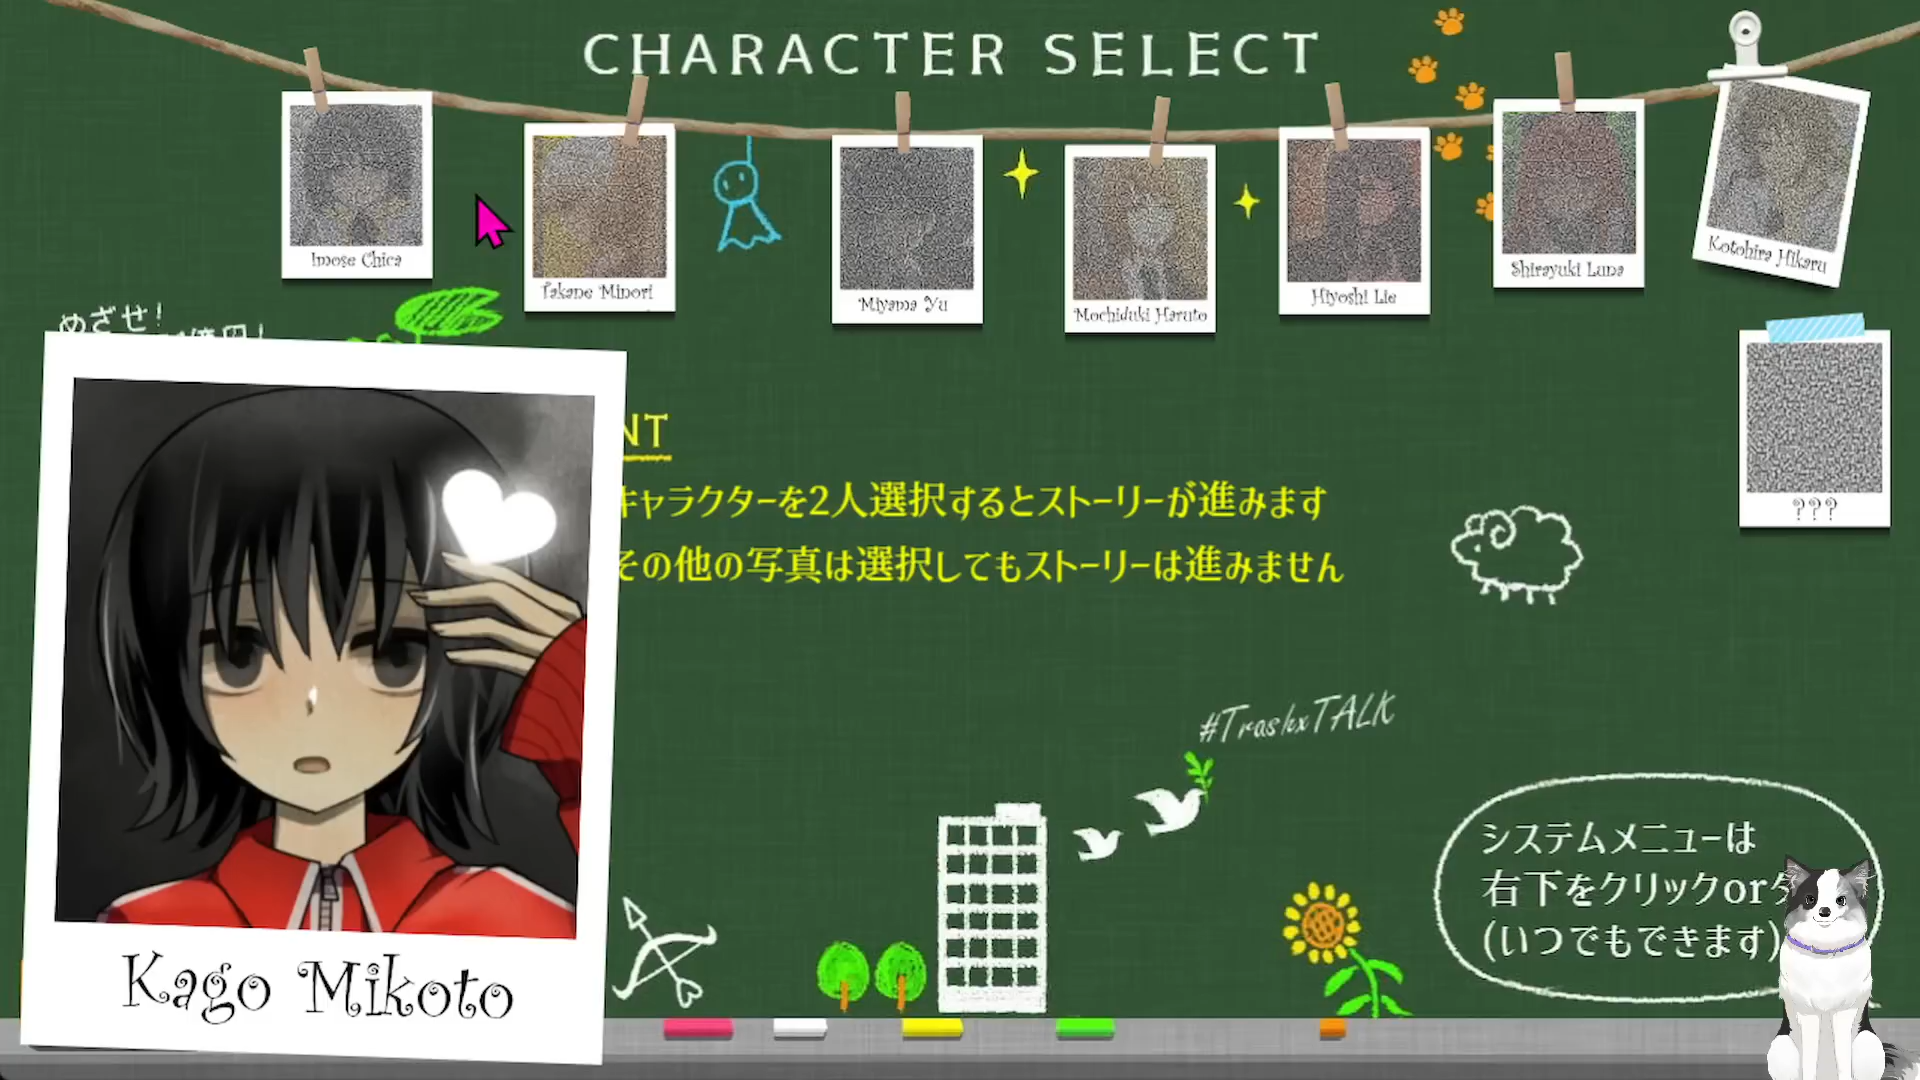 CHARACTER SELECT
Imose Chica
Takane Minori
Miyama Yu
Mochiduki Haruto
Hiyoshi Lie
Shirayuki Luna
Kotohira Hikaru
めざせ!
???
NT
キャラクターを2人選択するとストーリーが進みます
その他の写真は選択してもストーリーは進みません
#TrashxTALK
システムメニューは
右下をクリックorタ
(いつでもできます)
Kago Mikoto